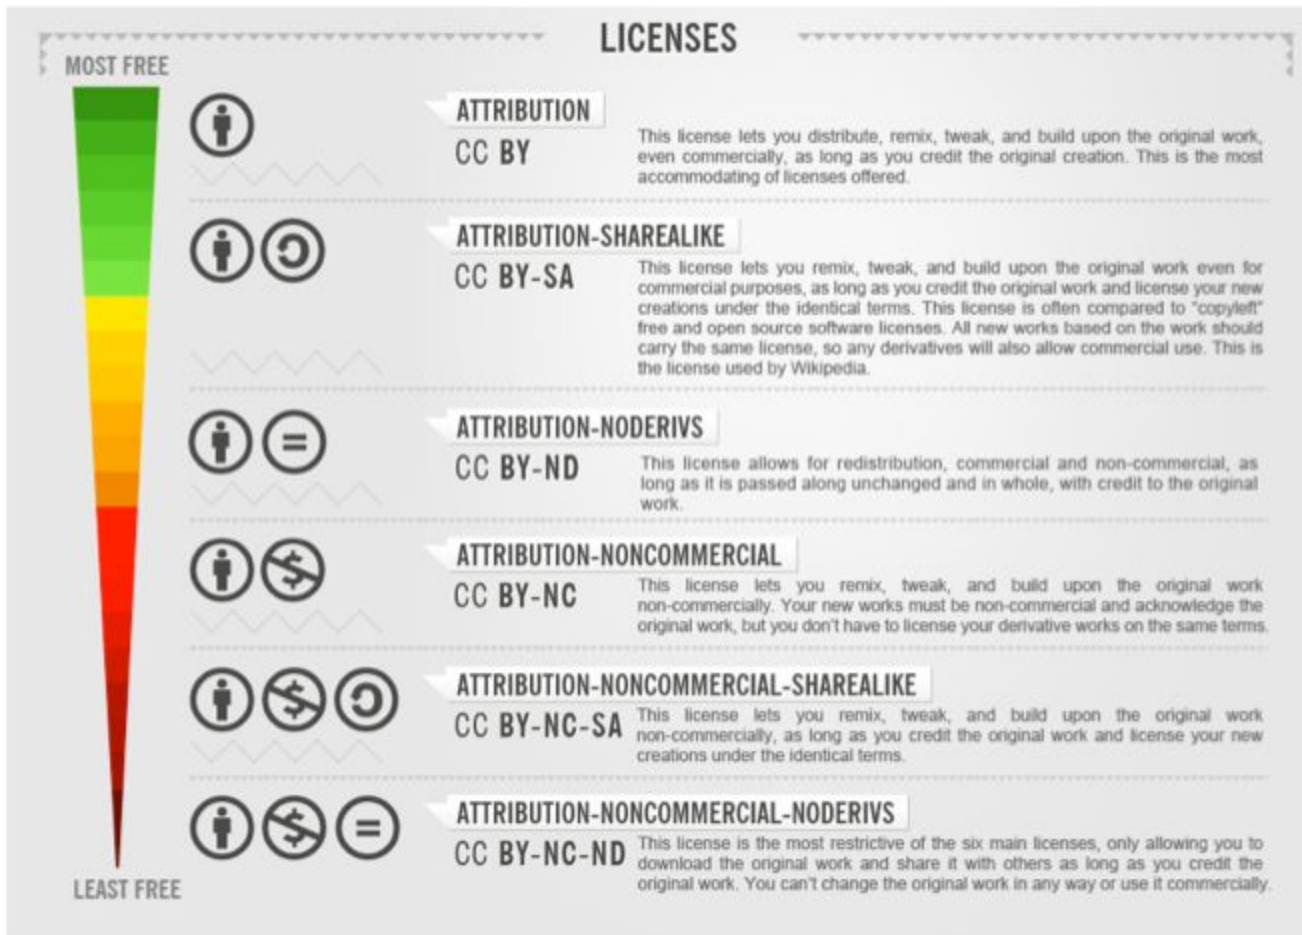 LICENSES
MOST FREE
ATTRIBUTION
CC BY
This license lets you distribute, remix, tweak, and build upon the original work,
even commercially, as long as you credit the original creation. This is the most
accommodating of licenses offered.
ATTRIBUTION-SHAREALIKE
CC BY-SA
This license lets you remix, tweak, and build upon the original work even for
commercial purposes, as long as you credit the original work and license your new
creations under the identical terms. This license is often compared to "copyleft"
free and open source software licenses. All new works based on the work should
carry the same license, so any derivatives will also allow commercial use. This is
the license used by Wikipedia.
ATTRIBUTION-NODERIVS
CC BY-ND
This license allows for redistribution, commercial and non-commercial, as
long as it is passed along unchanged and in whole, with credit to the original
work.
ATTRIBUTION-NONCOMMERCIAL
CC BY-NC
This license lets you remix, tweak, and build upon the original work
non-commercially. Your new works must be non-commercial and acknowledge the
original work, but you don't have to license your derivative works on the same terms.
ATTRIBUTION-NONCOMMERCIAL-SHAREALIKE
CC BY-NC-SA
This license lets you remix, tweak, and build upon the original work
non-commercially, as long as you credit the original work and license your new
creations under the identical terms.
ATTRIBUTION-NONCOMMERCIAL-NODERIVS
CC BY-NC-ND
This license is the most restrictive of the six main licenses, only allowing you to
download the original work and share it with others as long as you credit the
original work. You can't change the original work in any way or use it commercially.
LEAST FREE